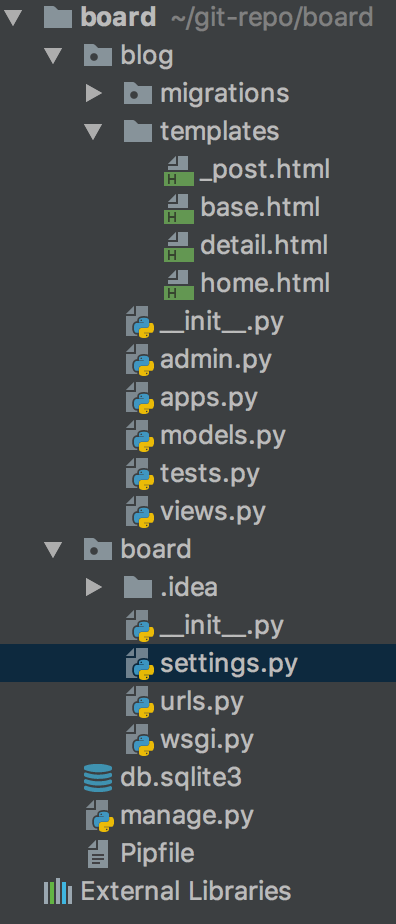 board ~/git-repo/board
blog
migrations
templates
_post.html
base.html
detail.html
home.html
__init__.py
admin.py
apps.py
models.py
tests.py
views.py
board
.idea
__init__.py
settings.py
urls.py
wsgi.py
db.sqlite3
manage.py
Pipfile
External Libraries